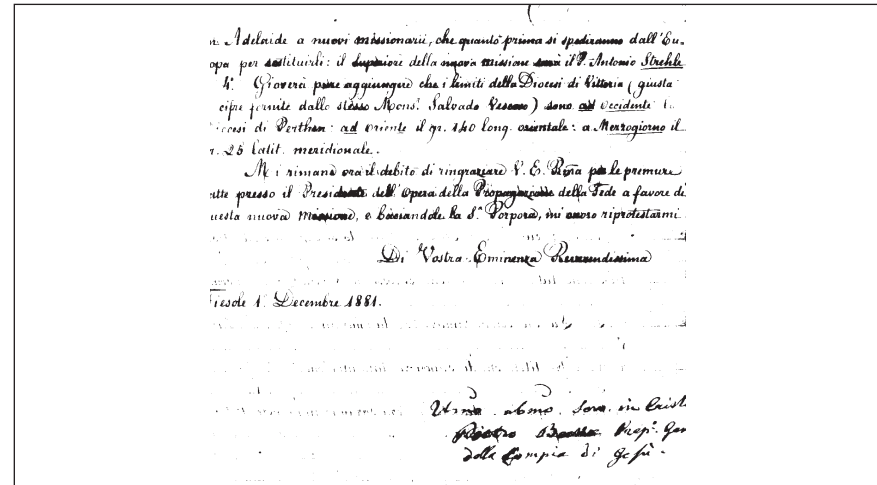 n Adelaide a nuovi missionarii, che quanto prima si spediranno dall'Eu-
opa per sostituirli: il Superiore della nuova missione sarà il P. Antonio Strehle
4.° Gioverà pure aggiungere che i limiti della Diocesi di Vittoria (giusta
cifre fornite dallo stesso Mons.r Salvado Vescovo) sono ad occidente la
iocesi di Perthen: ad oriente il gr. 140 long. orientale: a Mezzogiorno il
r. 25 latit. meridionale.
Mi rimane ora il debito di ringraziare V. E. Rma per le premure
atte presso il Presidente dell'Opera della Propagazione della Fede a favore di
uesta nuova Missione, e baciandole la S.a Porpora, mi onoro riprotestarmi
Di Vostra Eminenza Reverendissima
iesole 1.° Decembre 1881.
Umo obmo servo in Crist
Pietro Beckx Prep.° Gen
della Compia di Gesù.